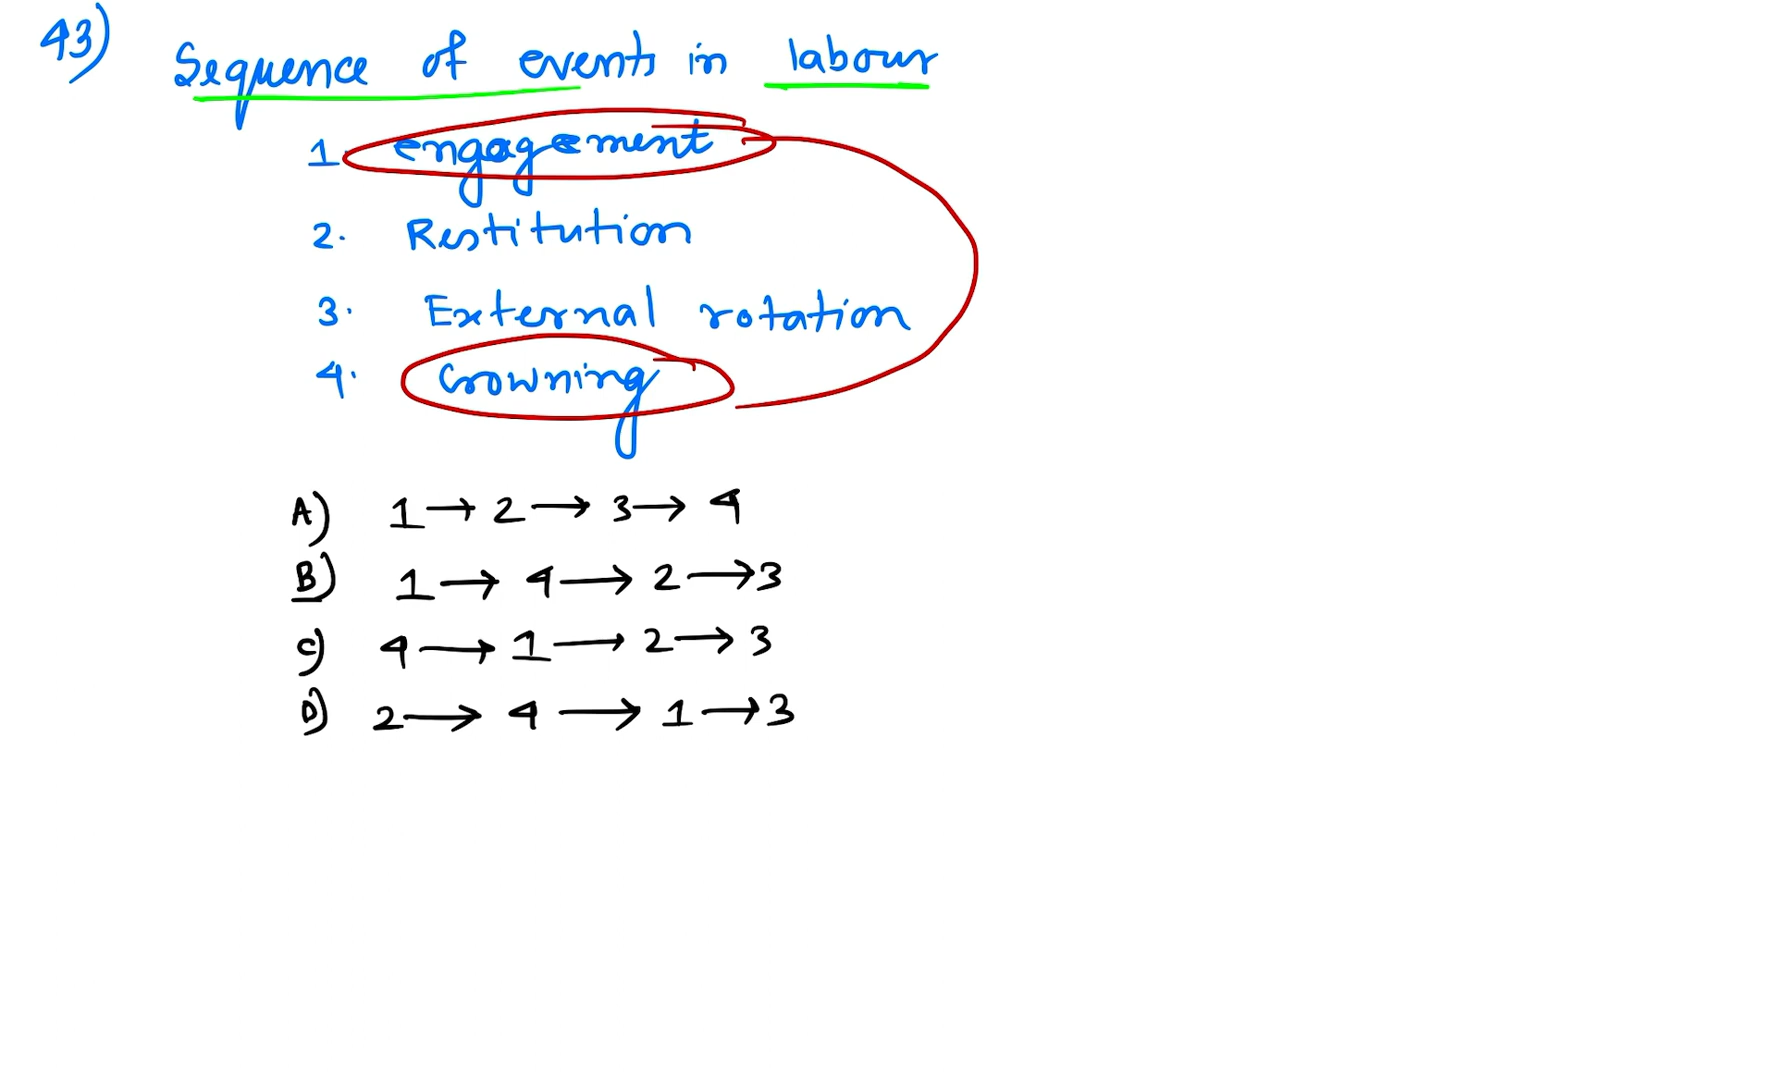 43) Sequence of events in labour
1. engagement
2. Restitution
3. External rotation
4. Crowning
A) 1 → 2 → 3 → 4
B) 1 → 4 → 2 → 3
C) 4 → 1 → 2 → 3
D) 2 → 4 → 1 → 3